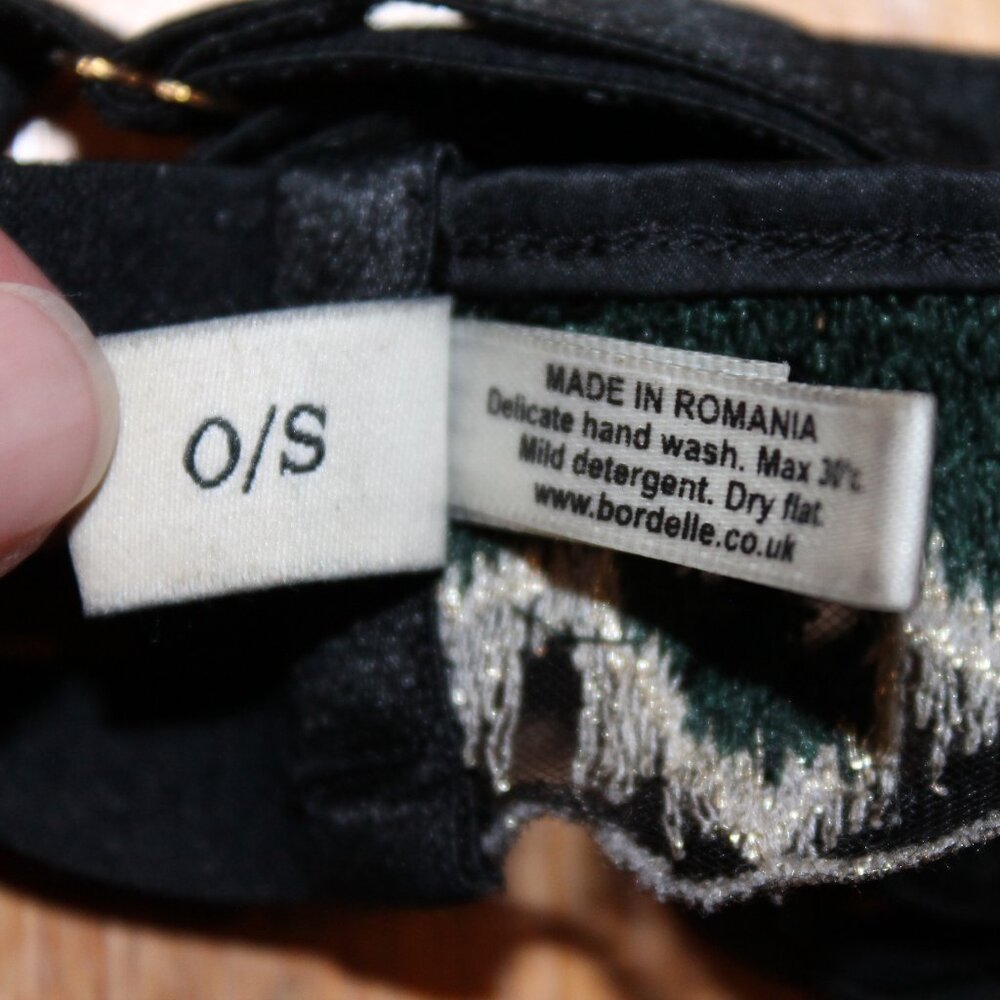 O/S
MADE IN ROMANIA
Delicate hand wash. Max 30°c.
Mild detergent. Dry flat.
www.bordelle.co.uk